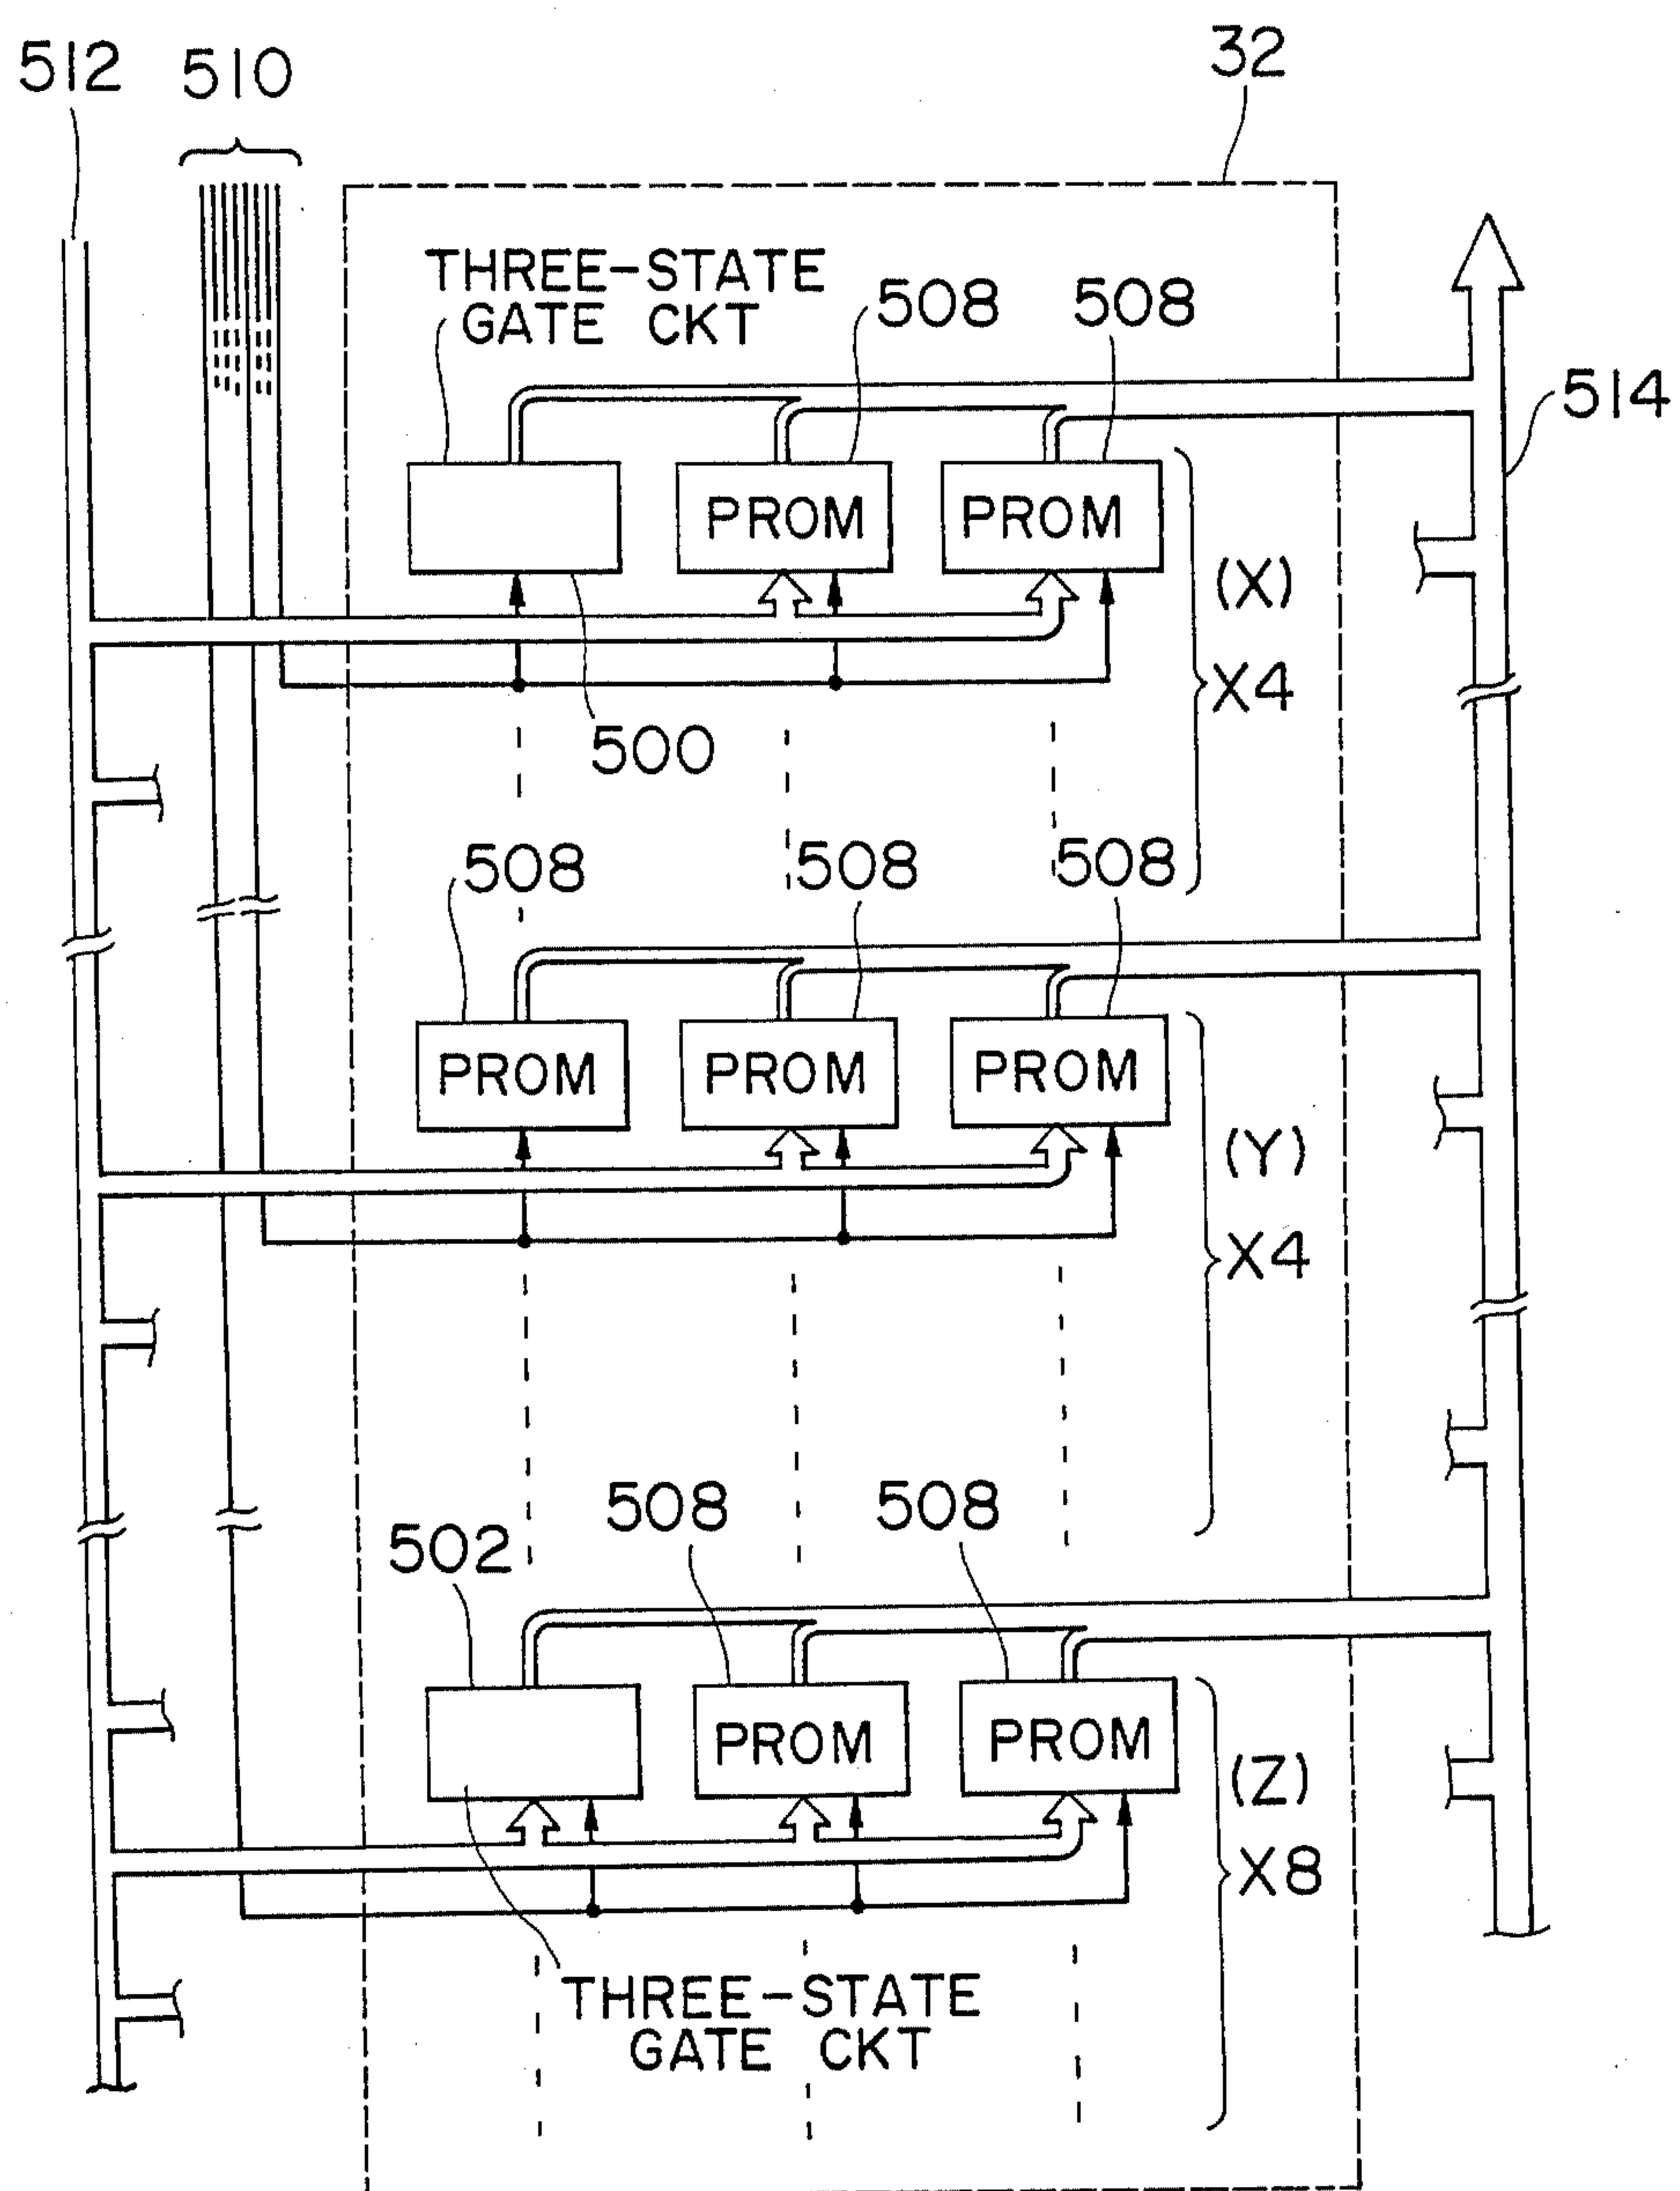 32
512
510
THREE-STATE
GATE CKT
508
508
514
PROM
PROM
(X)
X4
500
508
508
508
PROM
PROM
PROM
(Y)
X4
502
508
508
PROM
PROM
(Z)
X8
THREE-STATE
GATE CKT